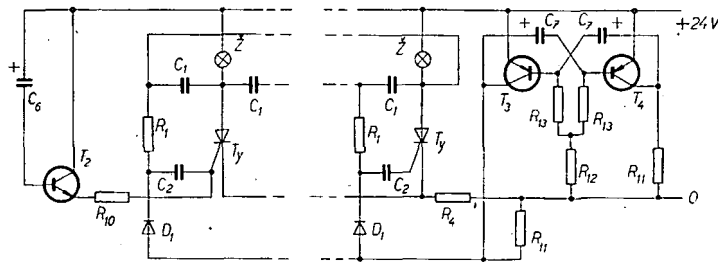 C7 C7 +24V
+ +
Ž Ž
+ C1 C1 C1
C6 T3 T4
R1 R1 R13 R13
T2 Ty Ty
C2 C2 R12 R11
R10 R4 0
D1 D1 R11